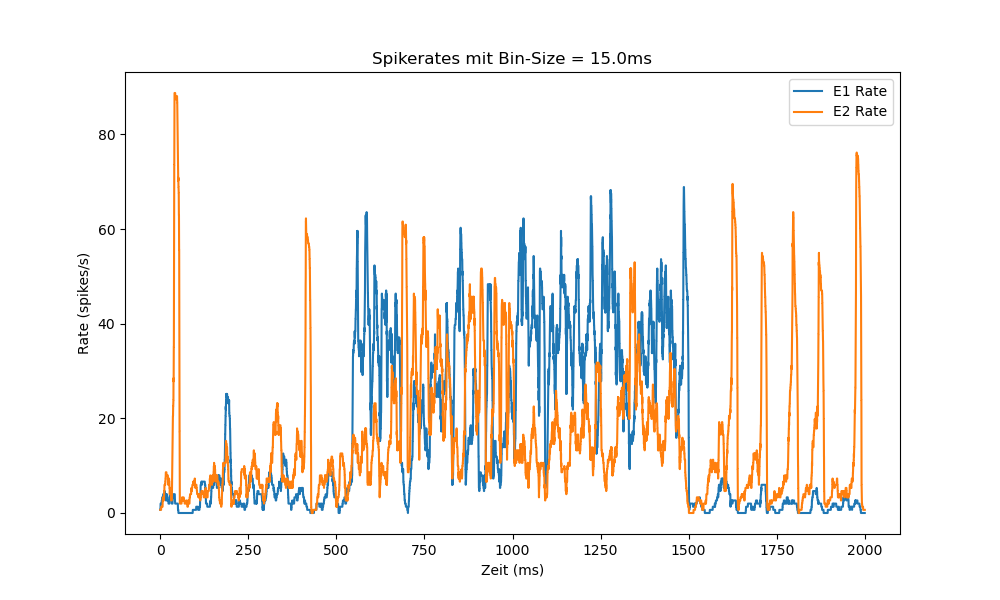 Spikerates mit Bin-Size = 15.0ms
E1 Rate
E2 Rate
Rate (spikes/s)
80
60
40
20
0
0 250 500 750 1000 1250 1500 1750 2000
Zeit (ms)